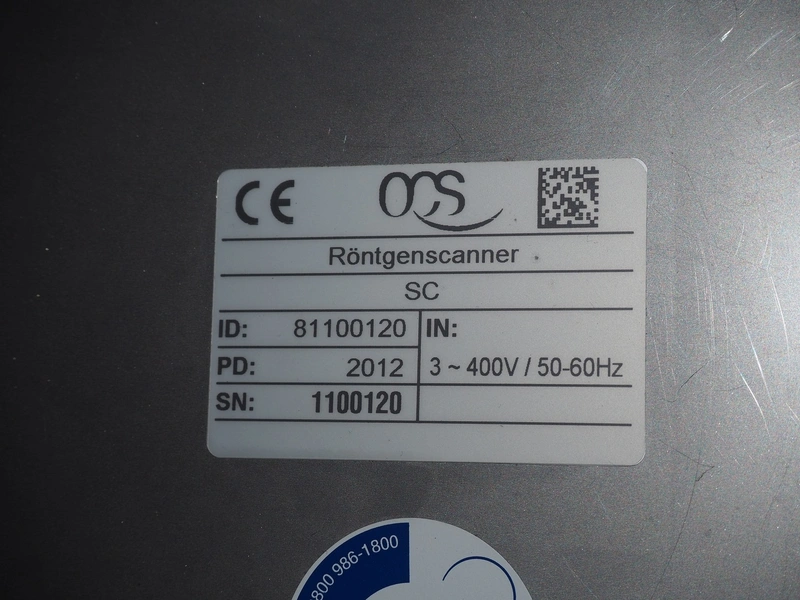 CE OCS
Röntgenscanner
SC
ID: 81100120
IN:
PD: 2012
3 ~ 400V / 50-60Hz
SN: 1100120
800 986-1800